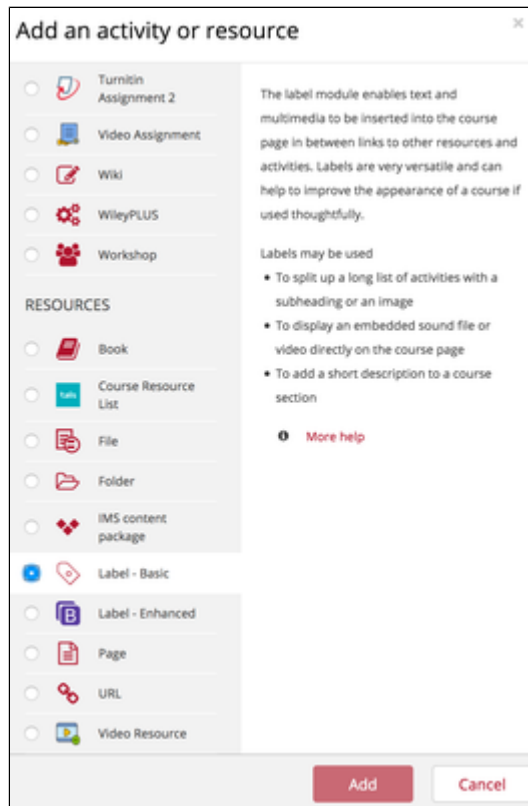 Add an activity or resource
×
Turnitin
Assignment 2
Video Assignment
Wiki
WileyPLUS
Workshop
RESOURCES
Book
talis
Course Resource
List
File
Folder
IMS content
package
Label - Basic
B
Label - Enhanced
Page
URL
Video Resource
The label module enables text and
multimedia to be inserted into the course
page in between links to other resources and
activities. Labels are very versatile and can
help to improve the appearance of a course if
used thoughtfully.
Labels may be used
• To split up a long list of activities with a
subheading or an image
• To display an embedded sound file or
video directly on the course page
• To add a short description to a course
section
More help
Add
Cancel